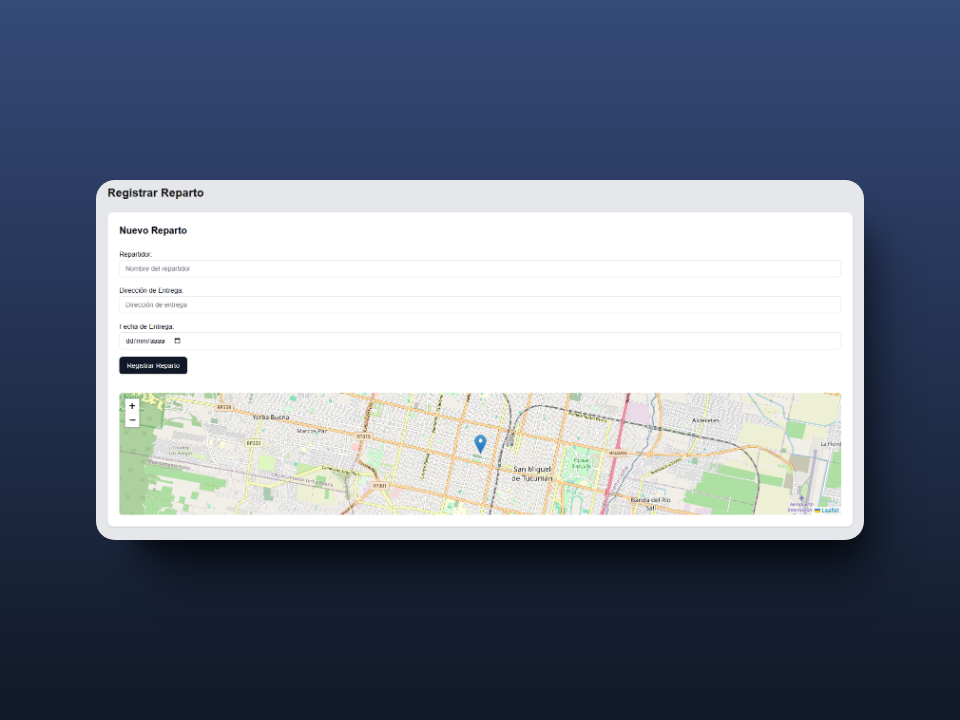 Registrar Reparto
Nuevo Reparto
Repartidor:
Nombre del repartidor
Dirección de Entrega:
Dirección de entrega
Fecha de Entrega:
dd/mm/aaaa
Registrar Reparto
+
−
RP338
Yerba Buena
Marcos Paz
RP315
RP333
RP301
San Miguel
de Tucumán
Alderetes
La Florida
Banda del Río
Salí
Leaflet